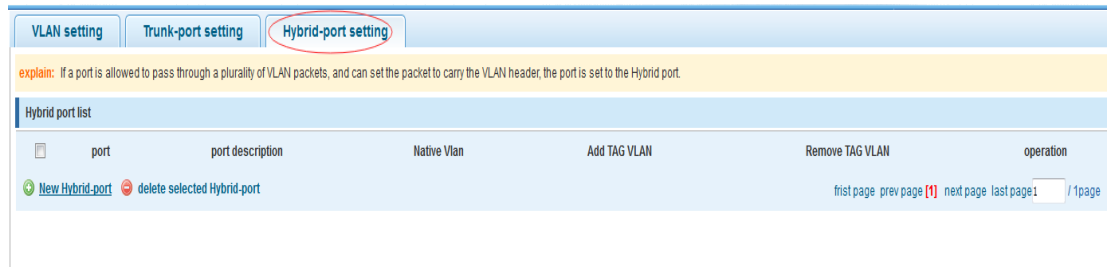 VLAN setting Trunk-port setting Hybrid-port setting
explain: If a port is allowed to pass through a plurality of VLAN packets, and can set the packet to carry the VLAN header, the port is set to the Hybrid port.
Hybrid port list
port port description Native Vlan Add TAG VLAN Remove TAG VLAN operation
New Hybrid-port delete selected Hybrid-port frist page prev page [1] next page last page 1 / 1page